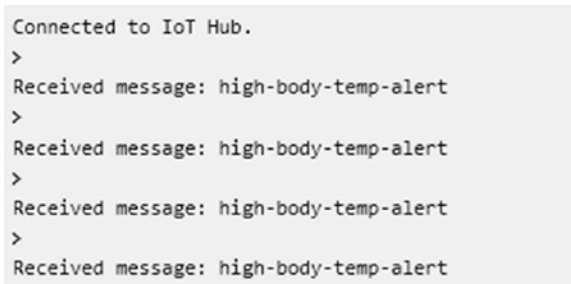 Connected to IoT Hub.
>
Received message: high-body-temp-alert
>
Received message: high-body-temp-alert
>
Received message: high-body-temp-alert
>
Received message: high-body-temp-alert